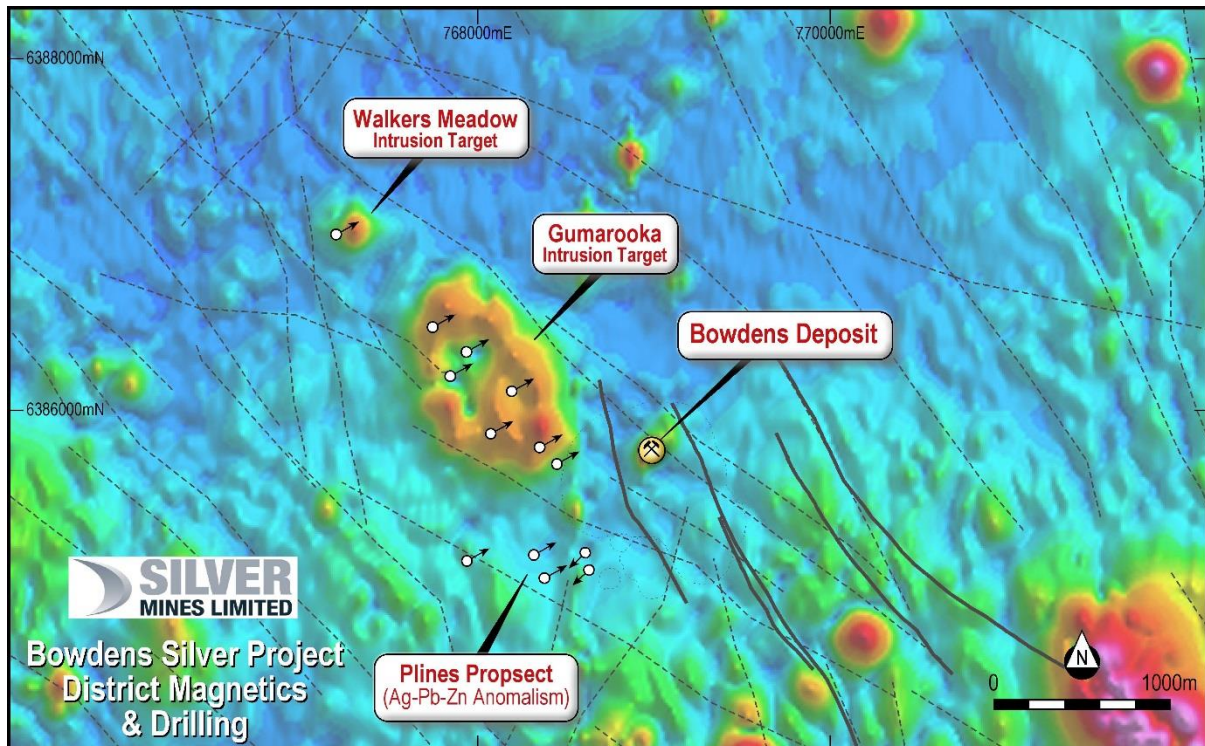 768000mE
770000mE
6388000mN
Walkers Meadow
Intrusion Target
Gumarooka
Intrusion Target
Bowdens Deposit
6386000mN
SILVER
MINES LIMITED
Bowdens Silver Project
District Magnetics
& Drilling
Plines Propsect
(Ag-Pb-Zn Anomalism)
N
0
1000m